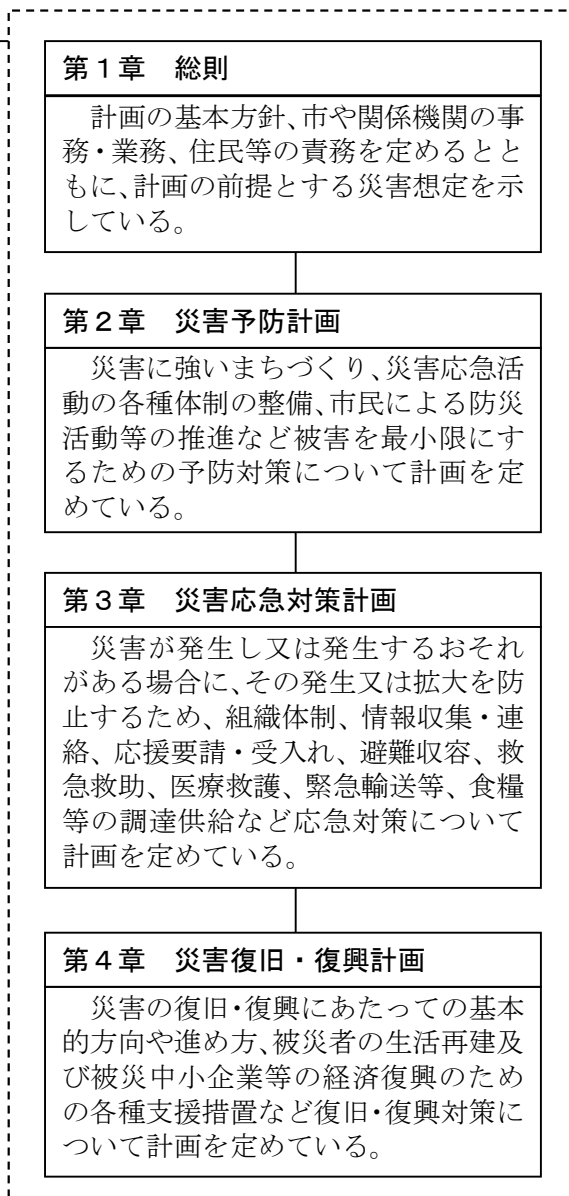 第１章　総則
計画の基本方針、市や関係機関の事
務・業務、住民等の責務を定めるとと
もに、計画の前提とする災害想定を示
している。
第２章　災害予防計画
災害に強いまちづくり、災害応急活
動の各種体制の整備、市民による防災
活動等の推進など被害を最小限にす
るための予防対策について計画を定
めている。
第３章　災害応急対策計画
災害が発生し又は発生するおそれ
がある場合に、その発生又は拡大を防
止するため、組織体制、情報収集・連
絡、応援要請・受入れ、避難収容、救
急救助、医療救護、緊急輸送等、食糧
等の調達供給など応急対策について
計画を定めている。
第４章　災害復旧・復興計画
災害の復旧・復興にあたっての基本
的方向や進め方、被災者の生活再建及
び被災中小企業等の経済復興のため
の各種支援措置など復旧・復興対策に
ついて計画を定めている。